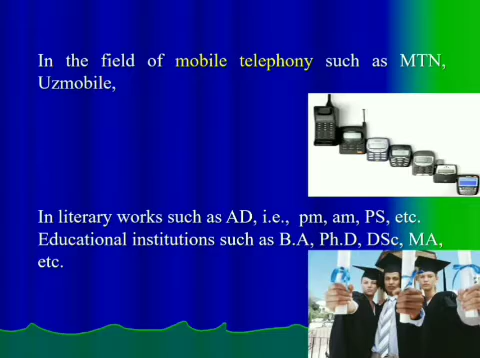 In the field of mobile telephony such as MTN,
Uzmobile,
In literary works such as AD, i.e., pm, am, PS, etc.
Educational institutions such as B.A, Ph.D, DSc, MA,
etc.